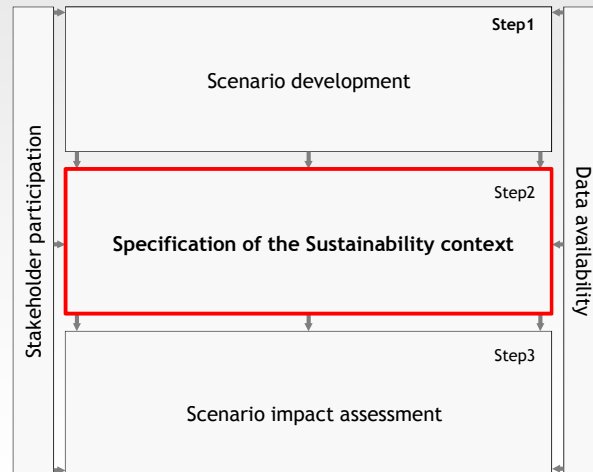 Step1
Scenario development
Stakeholder participation
Data availability
Step2
Specification of the Sustainability context
Step3
Scenario impact assessment